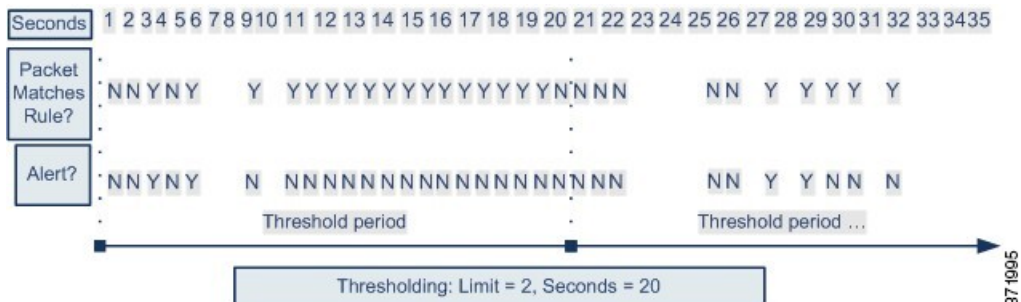 Seconds 1 2 3 4 5 6 7 8 9 10 11 12 13 14 15 16 17 18 19 20 21 22 23 24 25 26 27 28 29 30 31 32 33 34 35
Packet
Matches
Rule?
N N Y N Y Y Y Y Y Y Y Y Y Y Y Y Y Y Y Y N N N N N N Y Y Y Y Y
Alert?
N N Y N Y N N N N N N N N N N N N N N N N N N N N N Y Y N N N
Threshold period
Threshold period ...
Thresholding: Limit = 2, Seconds = 20
371995